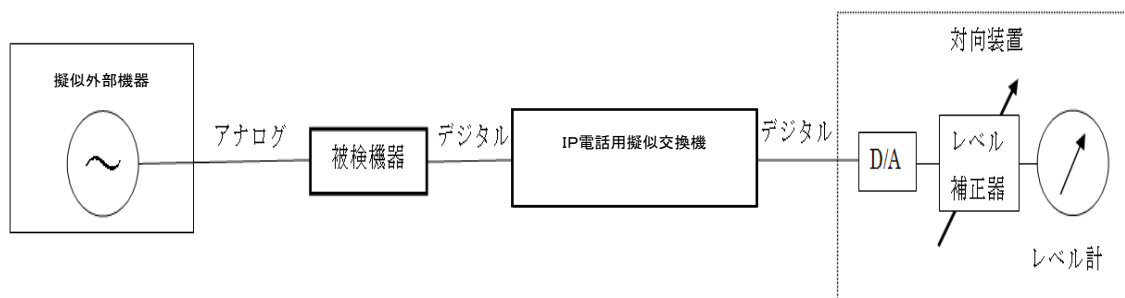 対向装置
擬似外部機器
アナログ
被検機器
デジタル
IP電話用擬似交換機
デジタル
D/A
レベル
補正器
レベル計